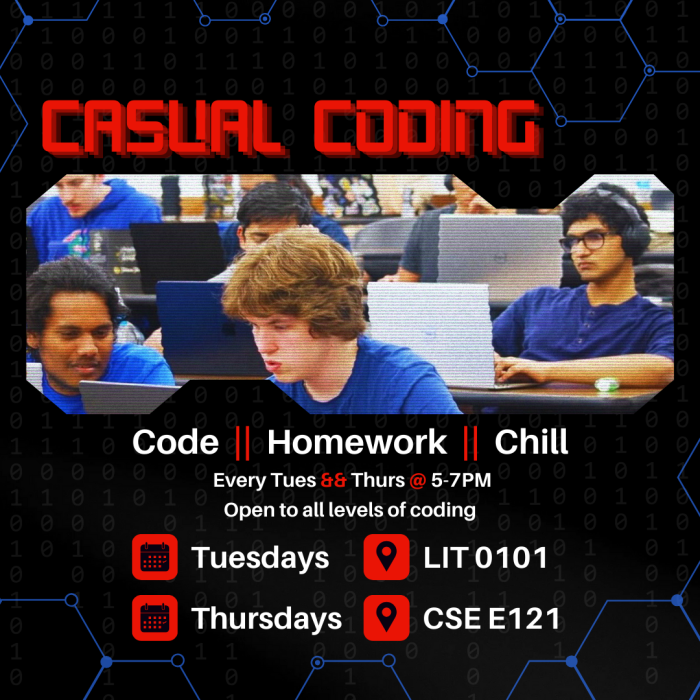 CASUAL CODING
Code || Homework || Chill
Every Tues && Thurs @ 5-7PM
Open to all levels of coding
Tuesdays LIT 0101
Thursdays CSE E121